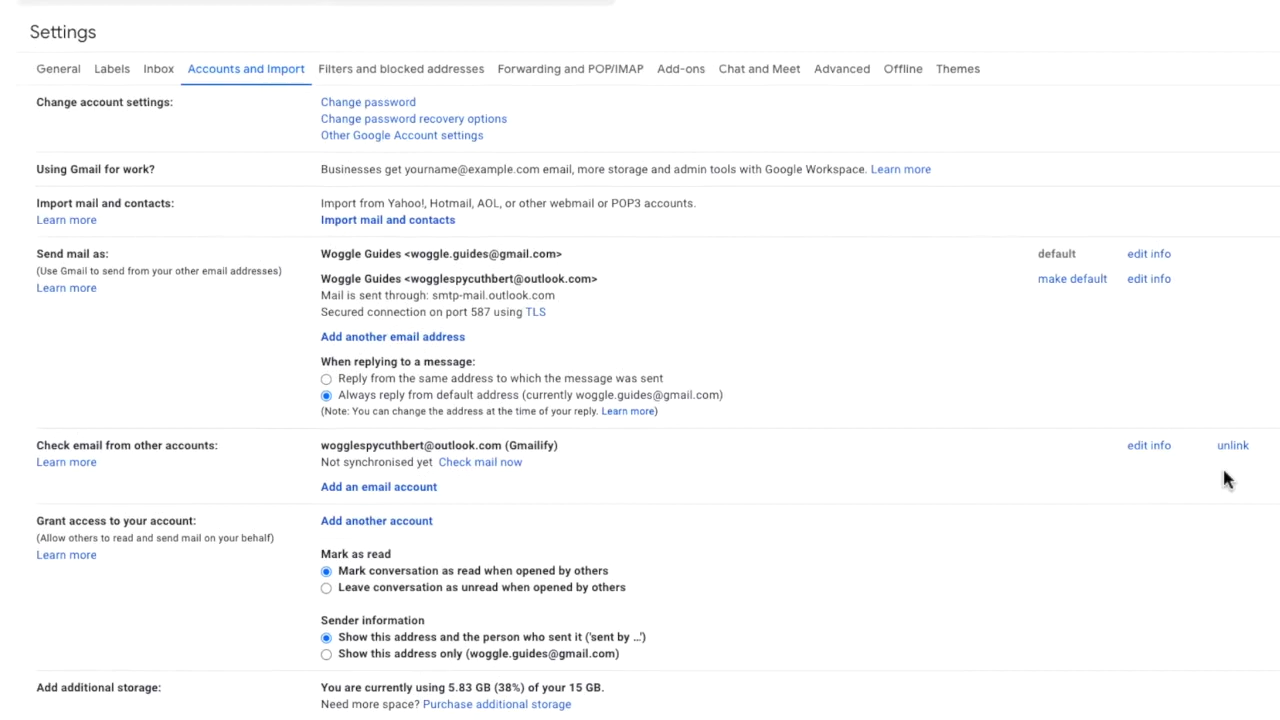 Settings
General Labels Inbox Accounts and Import Filters and blocked addresses Forwarding and POP/IMAP Add-ons Chat and Meet Advanced Offline Themes
Change account settings: Change password
Change password recovery options
Other Google Account settings
Using Gmail for work? Businesses get yourname@example.com email, more storage and admin tools with Google Workspace. Learn more
Import mail and contacts: Import from Yahoo!, Hotmail, AOL, or other webmail or POP3 accounts.
Learn more Import mail and contacts
Send mail as: Woggle Guides <woggle.guides@gmail.com> default edit info
(Use Gmail to send from your other email addresses)
Learn more
Woggle Guides <wogglespycuthbert@outlook.com> make default edit info
Mail is sent through: smtp-mail.outlook.com
Secured connection on port 587 using TLS
Add another email address
When replying to a message:
Reply from the same address to which the message was sent
Always reply from default address (currently woggle.guides@gmail.com)
(Note: You can change the address at the time of your reply. Learn more)
Check email from other accounts: wogglespycuthbert@outlook.com (Gmailify) edit info unlink
Learn more Not synchronised yet Check mail now
Add an email account
Grant access to your account: Add another account
(Allow others to read and send mail on your behalf)
Learn more
Mark as read
Mark conversation as read when opened by others
Leave conversation as unread when opened by others
Sender information
Show this address and the person who sent it ('sent by ...')
Show this address only (woggle.guides@gmail.com)
Add additional storage: You are currently using 5.83 GB (38%) of your 15 GB.
Need more space? Purchase additional storage